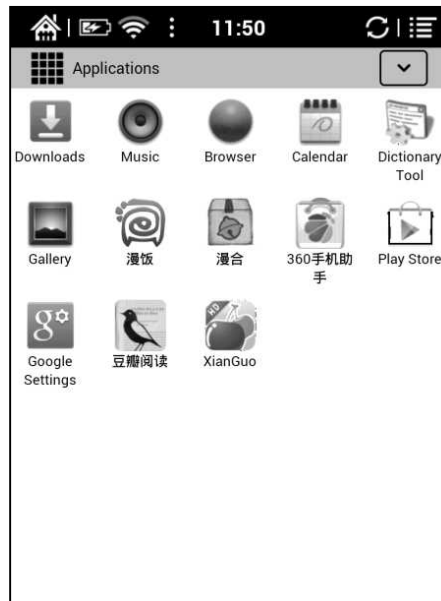 11:50
Applications
Downloads
Music
Browser
Calendar
Dictionary
Tool
Gallery
漫饭
漫合
360手机助
手
Play Store
Google
Settings
豆瓣阅读
XianGuo
g
HD